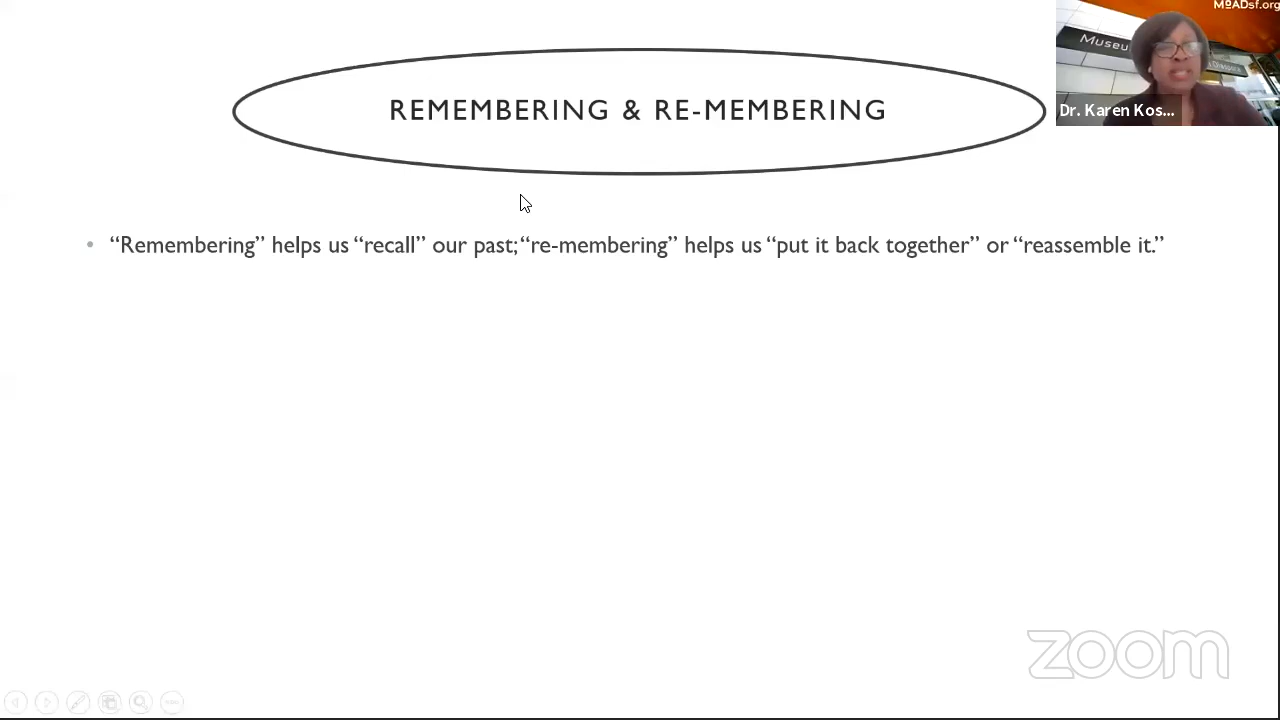 MoADsf.org
Museu
Diaspora
Dr. Karen Kos...
REMEMBERING & RE-MEMBERING
• “Remembering” helps us “recall” our past; “re-membering” helps us “put it back together” or “reassemble it.”
zoom